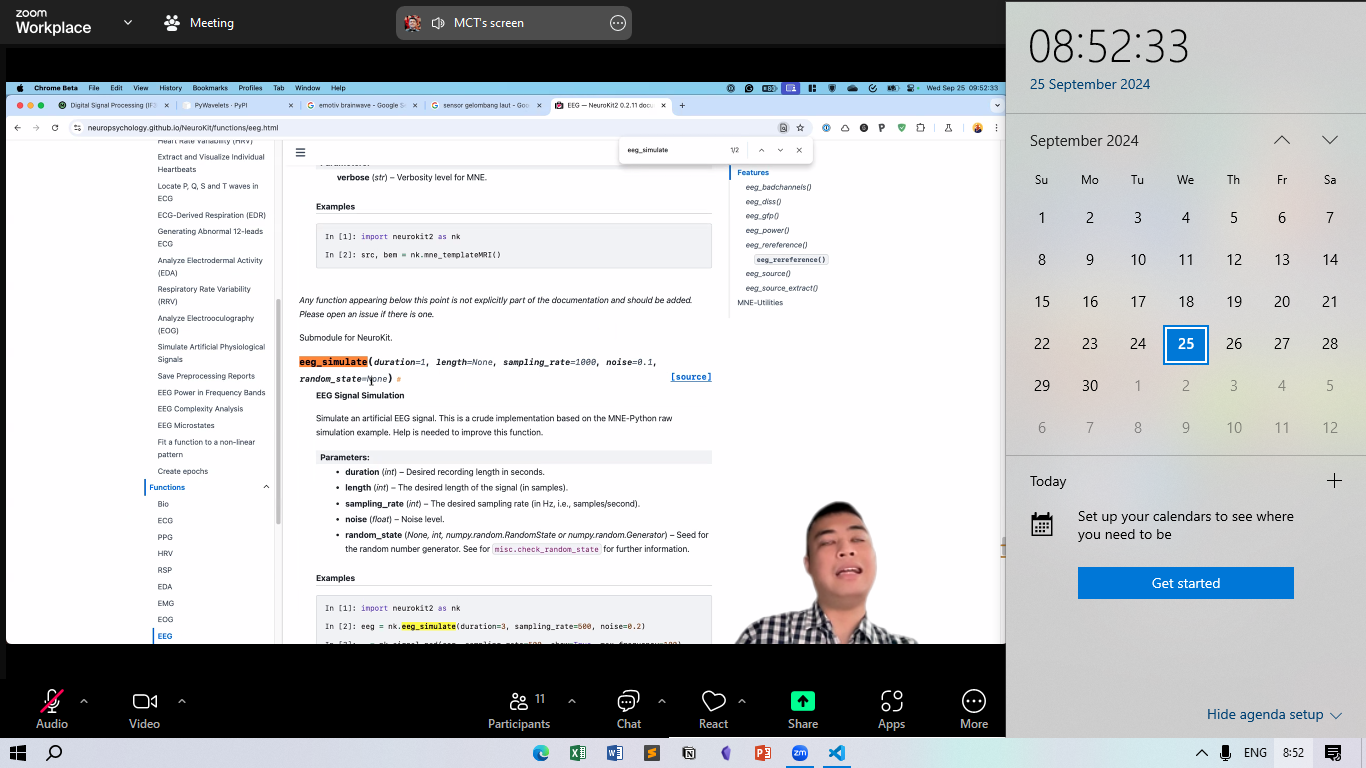 zoom
Workplace
Meeting
MCT's screen
Chrome Beta File Edit View History Bookmarks Profiles Tab Window Help
Wed Sep 25 09:52:33
PyWavelets · PyPI
emotiv brainwave - Google S
sensor gelombang laut - Goo
EEG — NeuroKit2 0.2.11 docu
neuropsychology.github.io/NeuroKit/functions/eeg.html
eeg_simulate
1/2
Heart Rate Variability (HRV)
Extract and Visualize Individual
Heartbeats
Locate P, Q, S and T waves in
ECG
ECG-Derived Respiration (EDR)
Generating Abnormal 12-leads
ECG
Analyze Electrodermal Activity
(EDA)
Respiratory Rate Variability
(RRV)
Analyze Electrooculography
(EOG)
Simulate Artificial Physiological
Signals
Save Preprocessing Reports
EEG Power in Frequency Bands
EEG Complexity Analysis
EEG Microstates
Fit a function to a non-linear
pattern
Create epochs
Functions
Bio
ECG
PPG
HRV
RSP
EDA
EMG
EOG
EEG
verbose (str) – Verbosity level for MNE.
Examples
In [1]: import neurokit2 as nk
In [2]: src, bem = nk.mne_templateMRI()
Any function appearing below this point is not explicitly part of the documentation and should be added.
Please open an issue if there is one.
Submodule for NeuroKit.
eeg_simulate(duration=1, length=None, sampling_rate=1000, noise=0.1,
random_state=None) #
[source]
EEG Signal Simulation
Simulate an artificial EEG signal. This is a crude implementation based on the MNE-Python raw
simulation example. Help is needed to improve this function.
Parameters:
• duration (int) – Desired recording length in seconds.
• length (int) – The desired length of the signal (in samples).
• sampling_rate (int) – The desired sampling rate (in Hz, i.e., samples/second).
• noise (float) – Noise level.
• random_state (None, int, numpy.random.RandomState or numpy.random.Generator) – Seed for
the random number generator. See for misc.check_random_state for further information.
Examples
In [1]: import neurokit2 as nk
In [2]: eeg = nk.eeg_simulate(duration=3, sampling_rate=500, noise=0.2)
Features
eeg_badchannels()
eeg_diss()
eeg_gfp()
eeg_power()
eeg_rereference()
eeg_rereference()
eeg_source()
eeg_source_extract()
MNE-Utilities
08:52:33
25 September 2024
September 2024
Su Mo Tu We Th Fr Sa
1 2 3 4 5 6 7
8 9 10 11 12 13 14
15 16 17 18 19 20 21
22 23 24 25 26 27 28
29 30 1 2 3 4 5
6 7 8 9 10 11 12
Today
Set up your calendars to see where
you need to be
Get started
Hide agenda setup
Audio
Video
Participants 11
Chat
React
Share
Apps
More
ENG
8:52